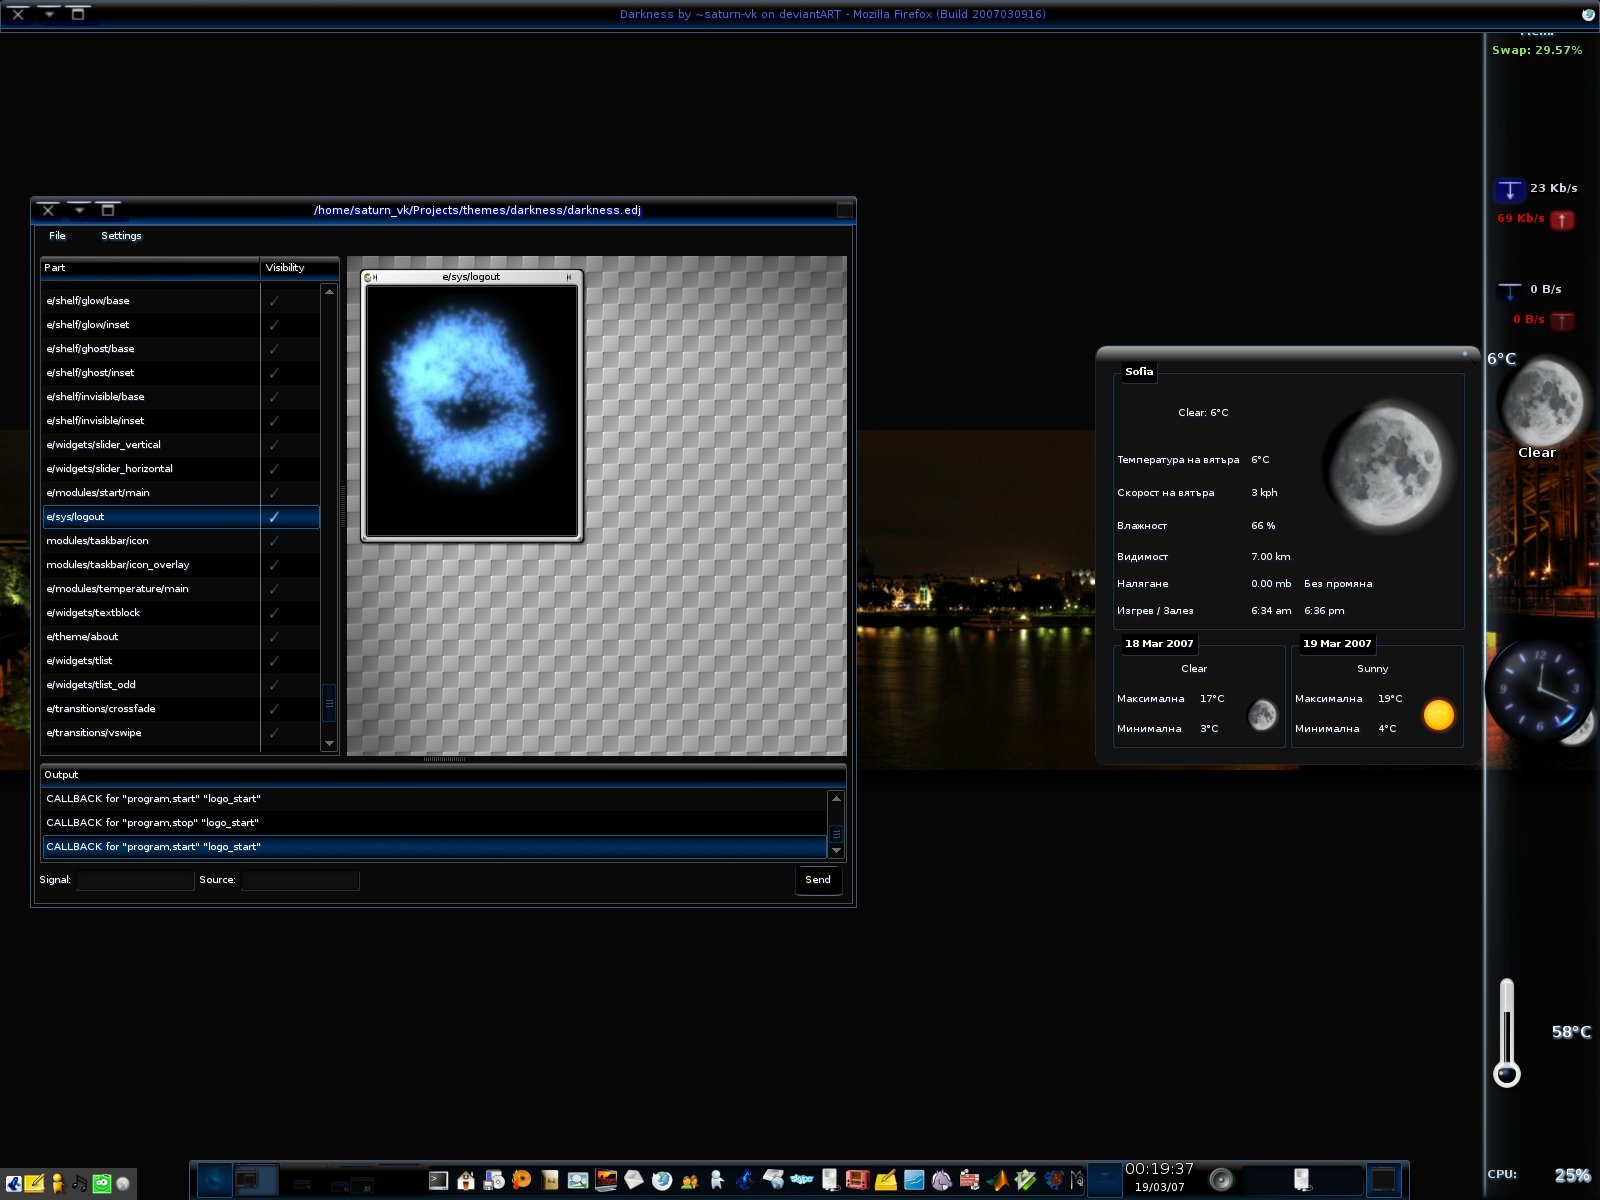 Darkness by ~saturn-vk on deviantART - Mozilla Firefox (Build 2007030916)
Swap: 29.57%
23 Kb/s
69 Kb/s
0 B/s
0 B/s
6°C
Clear
12
3
6
9
58°C
CPU: 25%
/home/saturn_vk/Projects/themes/darkness/darkness.edj
File Settings
Part Visibility
e/shelf/glow/base
e/shelf/glow/inset
e/shelf/ghost/base
e/shelf/ghost/inset
e/shelf/invisible/base
e/shelf/invisible/inset
e/widgets/slider_vertical
e/widgets/slider_horizontal
e/modules/start/main
e/sys/logout
modules/taskbar/icon
modules/taskbar/icon_overlay
e/modules/temperature/main
e/widgets/textblock
e/theme/about
e/widgets/tlist
e/widgets/tlist_odd
e/transitions/crossfade
e/transitions/vswipe
e/sys/logout
Output
CALLBACK for "program,start" "logo_start"
CALLBACK for "program,stop" "logo_start"
CALLBACK for "program,start" "logo_start"
Signal: Source: Send
Sofia
Clear: 6°C
Температура на вятъра 6°C
Скорост на вятъра 3 kph
Влажност 66 %
Видимост 7.00 km
Налягане 0.00 mb Без промяна
Изгрев / Залез 6:34 am 6:36 pm
18 Mar 2007
Clear
Максимална 17°C
Минимална 3°C
19 Mar 2007
Sunny
Максимална 19°C
Минимална 4°C
00:19:37
19/03/07